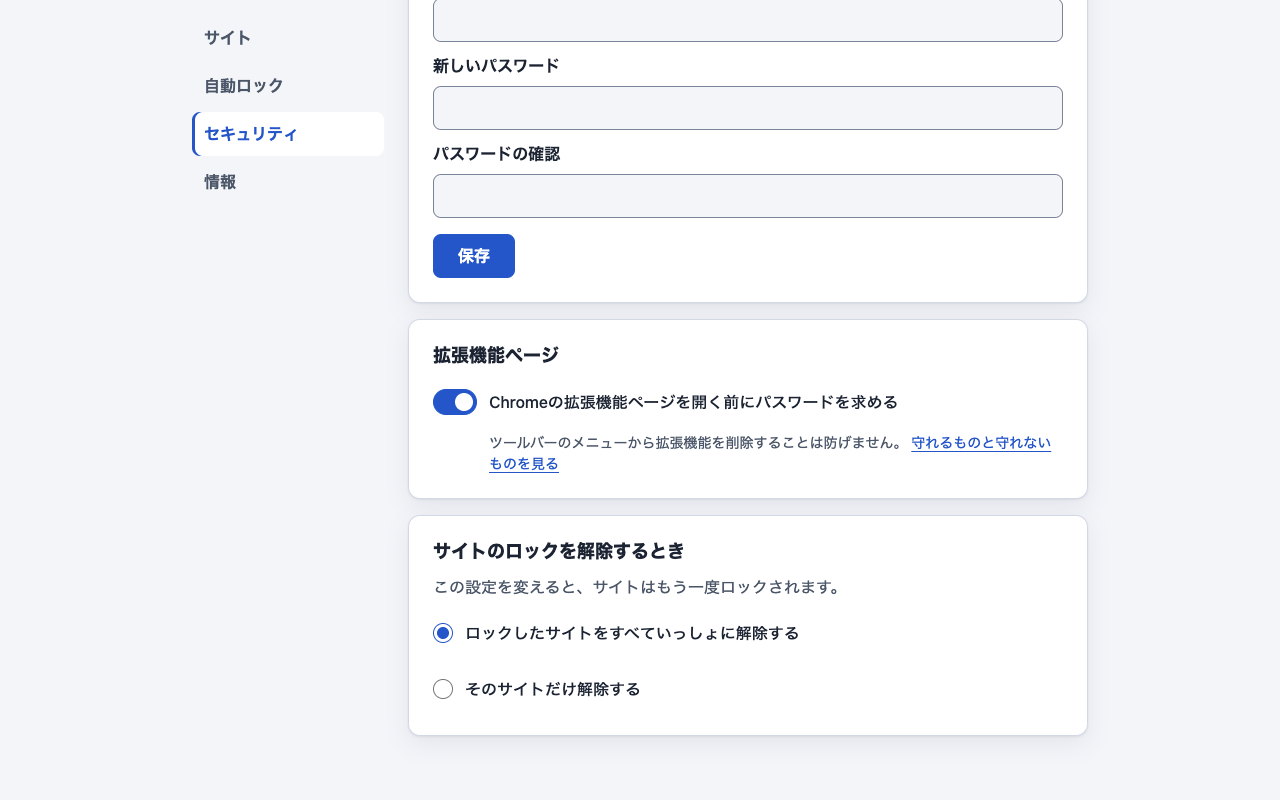 サイト
自動ロック
セキュリティ
情報
新しいパスワード
パスワードの確認
保存
拡張機能ページ
Chromeの拡張機能ページを開く前にパスワードを求める
ツールバーのメニューから拡張機能を削除することは防げません。 守れるものと守れない
ものを見る
サイトのロックを解除するとき
この設定を変えると、サイトはもう一度ロックされます。
ロックしたサイトをすべていっしょに解除する
そのサイトだけ解除する